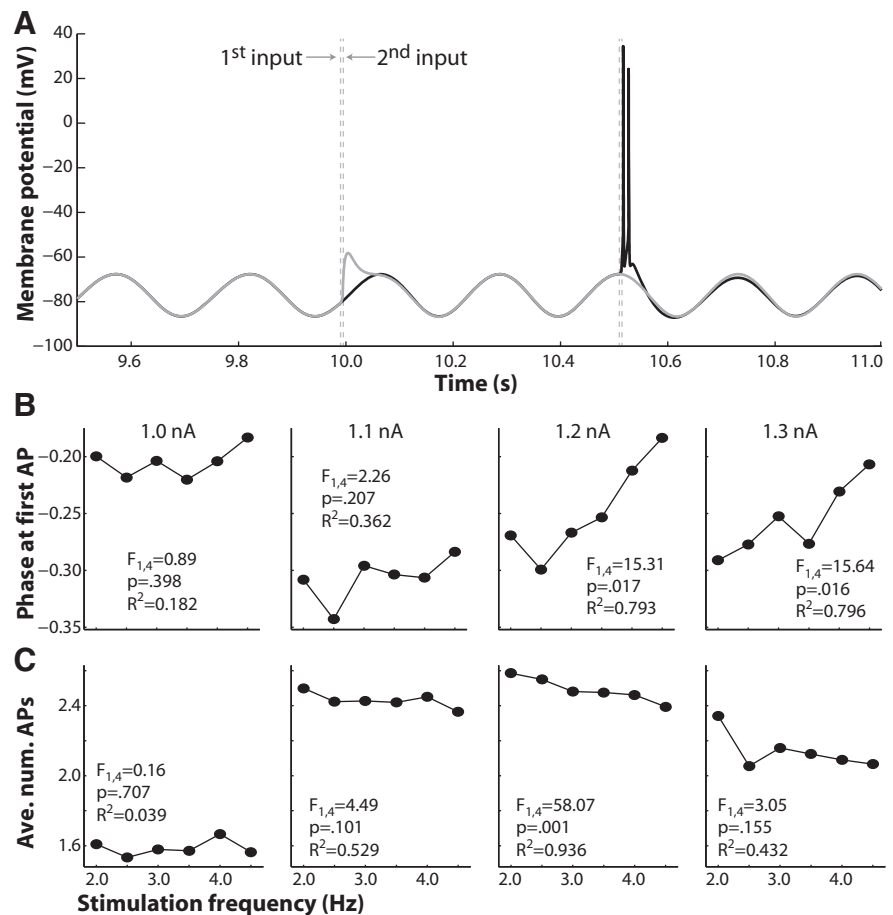 A
Membrane potential (mV)
40
20
0
−20
−40
−60
−80
−100
1st input
2nd input
9.6
9.8
10.0
10.2
10.4
10.6
10.8
11.0
Time (s)
B
Phase at first AP
−0.20
−0.25
−0.30
−0.35
1.0 nA
F1,4=0.89
p=.398
R2=0.182
1.1 nA
F1,4=2.26
p=.207
R2=0.362
1.2 nA
F1,4=15.31
p=.017
R2=0.793
1.3 nA
F1,4=15.64
p=.016
R2=0.796
C
Ave. num. APs
2.4
2.0
1.6
F1,4=0.16
p=.707
R2=0.039
F1,4=4.49
p=.101
R2=0.529
F1,4=58.07
p=.001
R2=0.936
F1,4=3.05
p=.155
R2=0.432
2.0 3.0 4.0
2.0 3.0 4.0
2.0 3.0 4.0
2.0 3.0 4.0
Stimulation frequency (Hz)